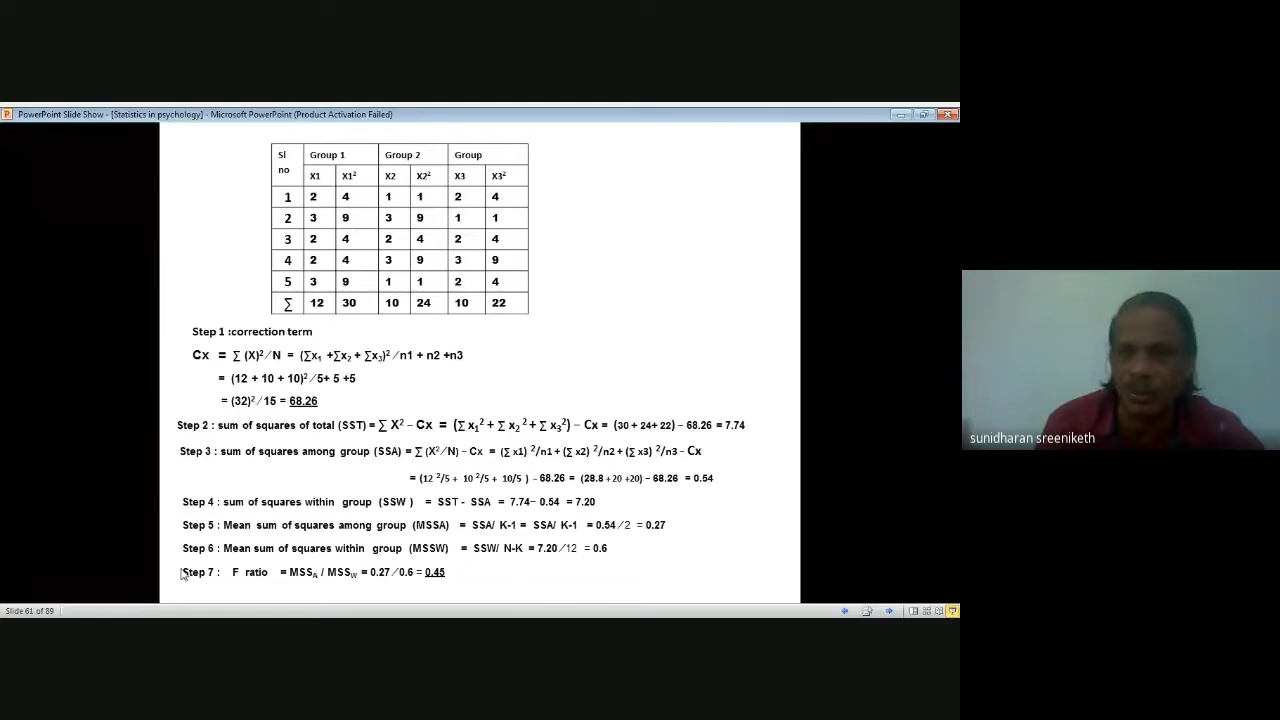 PowerPoint Slide Show - [Statistics in psychology] - Microsoft PowerPoint (Product Activation Failed)
Sl no Group 1 Group 2 Group
X1 X1² X2 X2² X3 X3²
1 2 4 1 1 2 4
2 3 9 3 9 1 1
3 2 4 2 4 2 4
4 2 4 3 9 3 9
5 3 9 1 1 2 4
∑ 12 30 10 24 10 22
Step 1 :correction term
Cx = ∑ (X)² ∕ N = (∑x₁ +∑x₂ + ∑x₃)² ∕ n1 + n2 +n3
= (12 + 10 + 10)² ∕ 5+ 5 +5
= (32)² ∕ 15 = 68.26
Step 2 : sum of squares of total (SST) = ∑ X² – Cx = (∑ x₁² + ∑ x₂ ² + ∑ x₃²) – Cx = (30 + 24+ 22) – 68.26 = 7.74
Step 3 : sum of squares among group (SSA) = ∑ (X² ∕ N) – Cx = (∑ x1) ²/n1 + (∑ x2) ²/n2 + (∑ x3) ²/n3 – Cx
= (12 ²/5 + 10 ²/5 + 10/5 ) – 68.26 = (28.8 +20 +20) – 68.26 = 0.54
Step 4 : sum of squares within group (SSW ) = SST - SSA = 7.74– 0.54 = 7.20
Step 5 : Mean sum of squares among group (MSSA) = SSA/ K-1 = SSA/ K-1 = 0.54 ∕ 2 = 0.27
Step 6 : Mean sum of squares within group (MSSW) = SSW/ N-K = 7.20 ∕ 12 = 0.6
Step 7 : F ratio = MSS_A / MSS_W = 0.27 ∕ 0.6 = 0.45
Slide 61 of 89
sunidharan sreeniketh